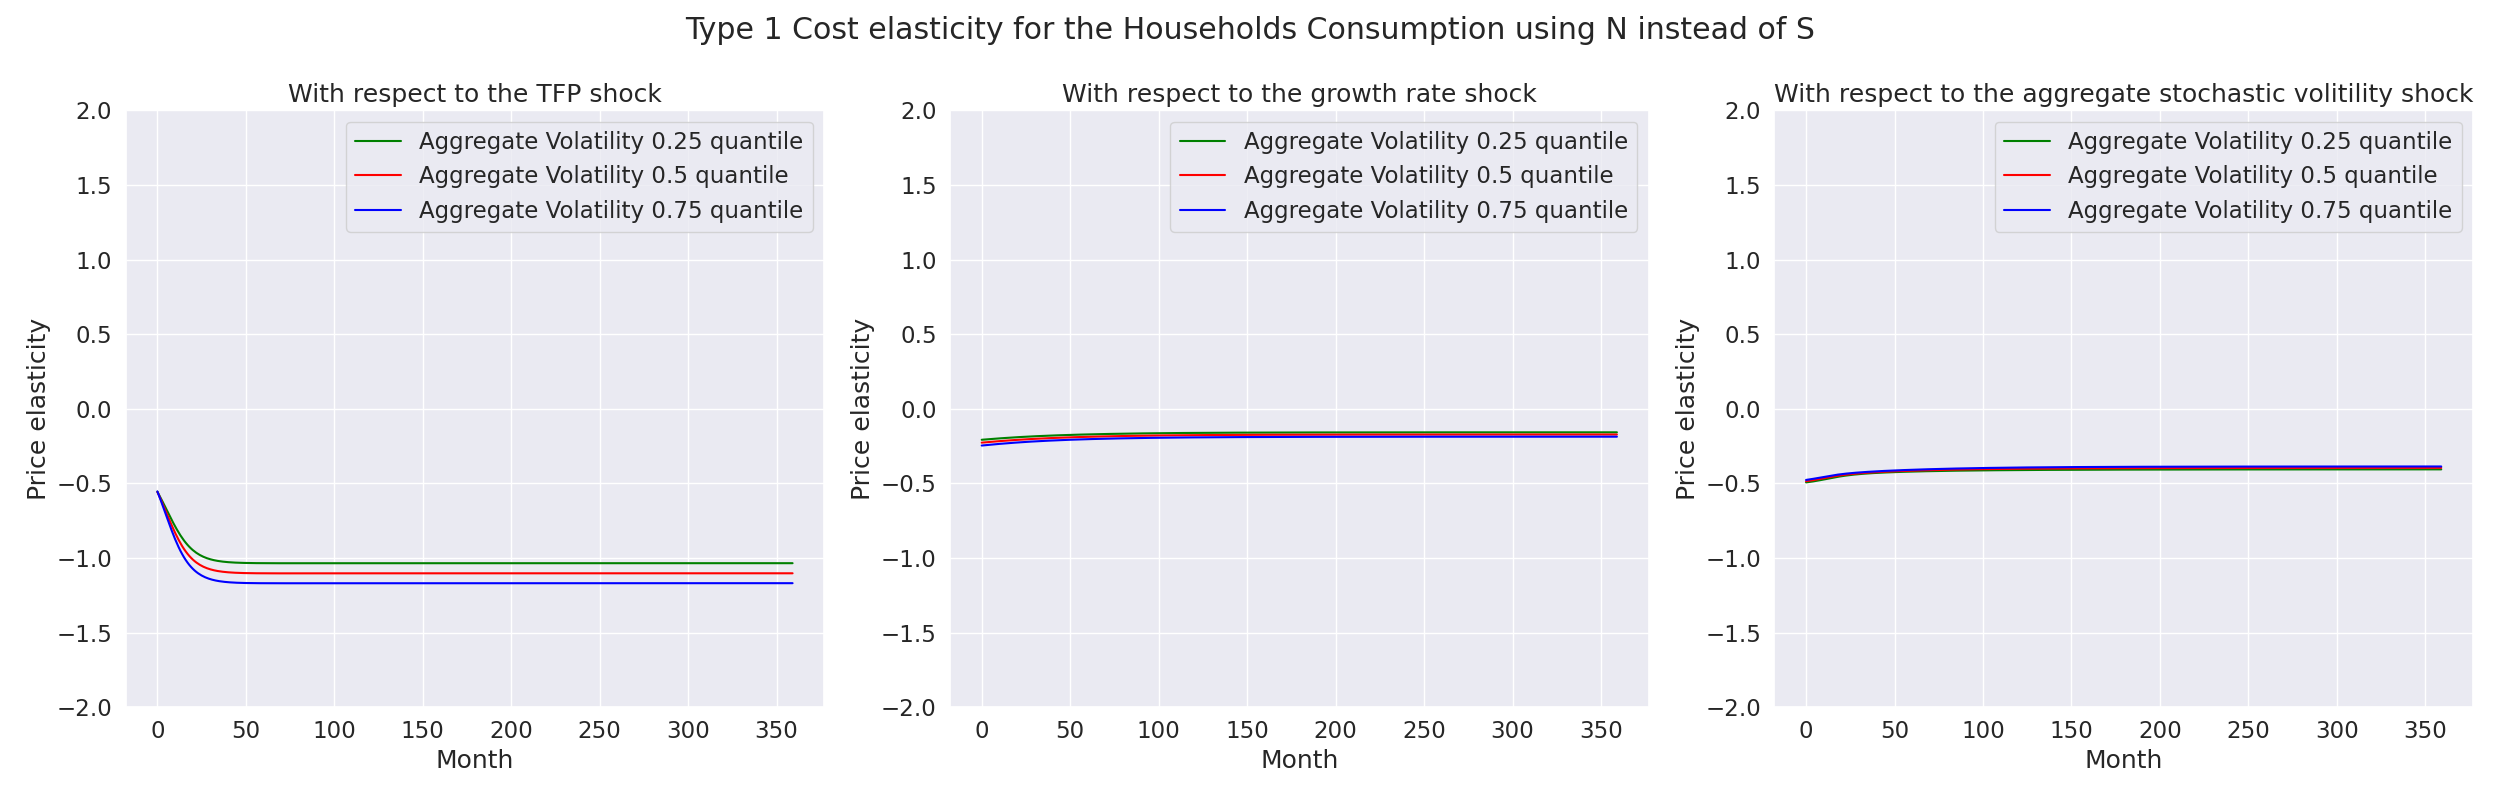 Type 1 Cost elasticity for the Households Consumption using N instead of S
With respect to the TFP shock
2.0
1.5
1.0
0.5
0.0
−0.5
−1.0
−1.5
−2.0
Price elasticity
Aggregate Volatility 0.25 quantile
Aggregate Volatility 0.5 quantile
Aggregate Volatility 0.75 quantile
0 50 100 150 200 250 300 350
Month
With respect to the growth rate shock
2.0
1.5
1.0
0.5
0.0
−0.5
−1.0
−1.5
−2.0
Price elasticity
Aggregate Volatility 0.25 quantile
Aggregate Volatility 0.5 quantile
Aggregate Volatility 0.75 quantile
0 50 100 150 200 250 300 350
Month
With respect to the aggregate stochastic volitility shock
2.0
1.5
1.0
0.5
0.0
−0.5
−1.0
−1.5
−2.0
Price elasticity
Aggregate Volatility 0.25 quantile
Aggregate Volatility 0.5 quantile
Aggregate Volatility 0.75 quantile
0 50 100 150 200 250 300 350
Month